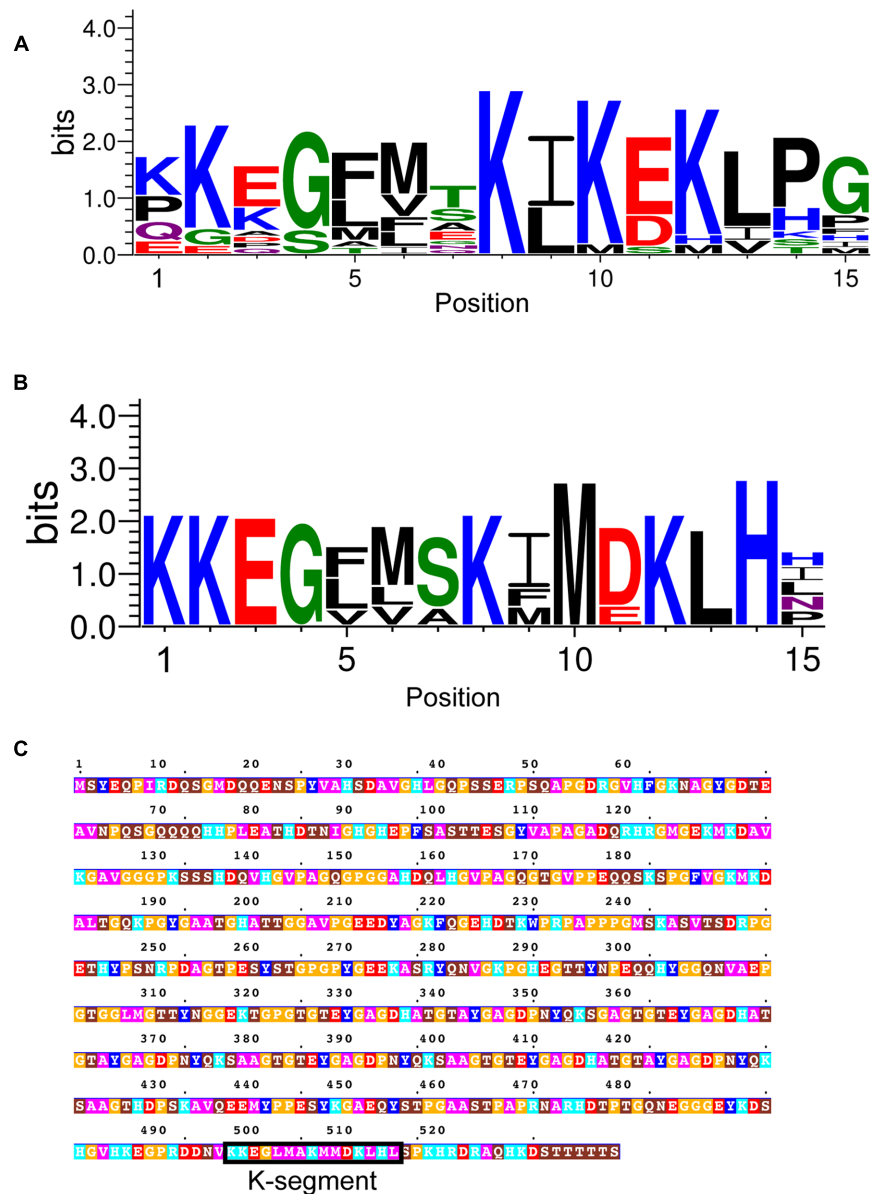 A
bits
4.0
3.0
2.0
1.0
0.0
K K E G F M T K I K E K L P G
1 5 10 15
Position
B
bits
4.0
3.0
2.0
1.0
0.0
K K E G F M S K I M D K L H H
1 5 10 15
Position
C
1 10 20 30 40 50 60
MSYEQPIRDQSGMDQQENSPYVAHSDAVGHLGQPSSERPSQAPGDRGVHFGKNAGYGDTE
70 80 90 100 110 120
AVNPQSGQQQQHHPLEATHDTNIGHGHEPFSASTTESGYVAPAGADQRHRGMGEKMKDAV
130 140 150 160 170 180
KGAVGGGPKSSSHDQVHGVPAGQGPGGAHDQLHGVPAGQGTGVPPEQQSKSPGFVGKMKD
190 200 210 220 230 240
ALTGQKPGYGAATGHATTGGAVPGEEDYAGKFQGEHDTKWPRPAPPPGMSKASVTSDRPG
250 260 270 280 290 300
ETHYPSNRPDAGTPESYSTGPGPYGEEKASRYQNVGKPGHEGTTYNPEQQHYGGQNVAEP
310 320 330 340 350 360
GTGGLMGTTYNGGEKTGPGTGTEYGAGDHATGTAYGAGDPNYQKSGAGTGTEYGAGDHAT
370 380 390 400 410 420
GTAYGAGDPNYQKSAAGTGTEYGAGDPNYQKSAAGTGTEYGAGDHATGTAYGAGDPNYQK
430 440 450 460 470 480
SAAGTHDPSKAVQEEMYPPESYKGAEQYSTPGAASTPAPRNARHDTPTGQNEGGGEYKDS
490 500 510 520
HGVHKEGPRDDNVKKEGLMAKMMDKLHLSPKHRDRAQHKDSTTTTTS
K-segment